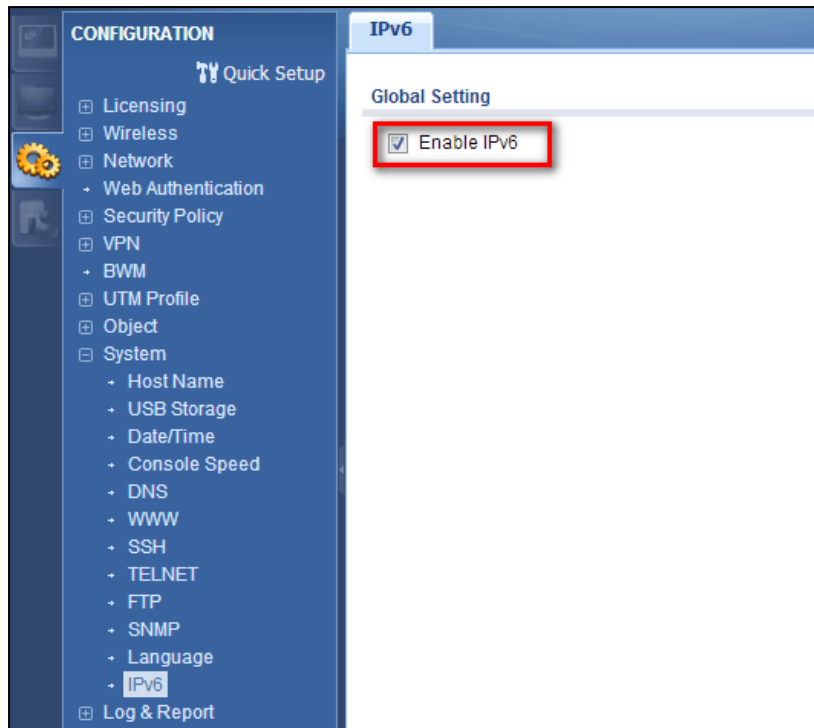 CONFIGURATION
Quick Setup
Licensing
Wireless
Network
Web Authentication
Security Policy
VPN
BWM
UTM Profile
Object
System
Host Name
USB Storage
Date/Time
Console Speed
DNS
WWW
SSH
TELNET
FTP
SNMP
Language
IPv6
Log & Report
IPv6
Global Setting
Enable IPv6